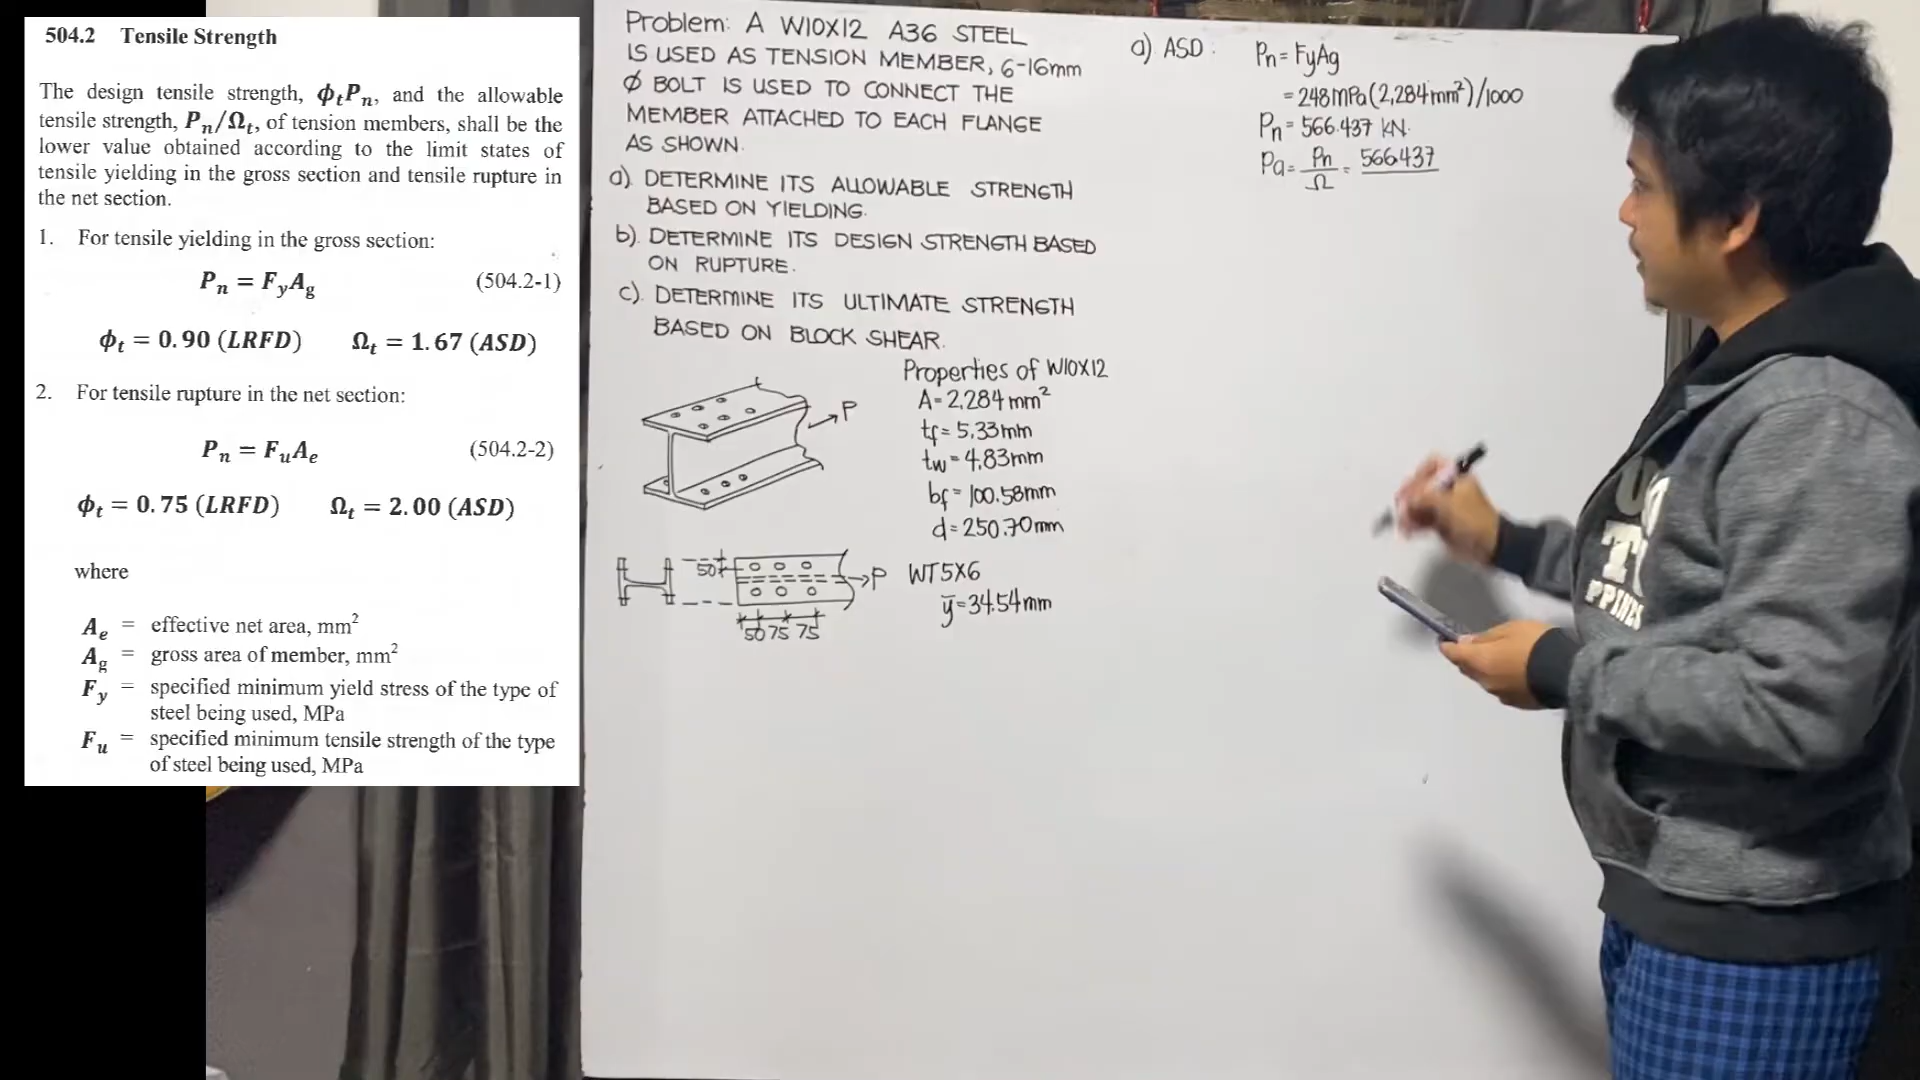 504.2 Tensile Strength
The design tensile strength, ϕₜPₙ, and the allowable
tensile strength, Pₙ/Ωₜ, of tension members, shall be the
lower value obtained according to the limit states of
tensile yielding in the gross section and tensile rupture in
the net section.
1. For tensile yielding in the gross section:
Pₙ = F_yA_g (504.2-1)
ϕₜ = 0.90 (LRFD) Ωₜ = 1.67 (ASD)
2. For tensile rupture in the net section:
Pₙ = FᵤAₑ (504.2-2)
ϕₜ = 0.75 (LRFD) Ωₜ = 2.00 (ASD)
where
Aₑ = effective net area, mm²
A_g = gross area of member, mm²
F_y = specified minimum yield stress of the type of
steel being used, MPa
Fᵤ = specified minimum tensile strength of the type
of steel being used, MPa
Problem: A W10X12 A36 STEEL
IS USED AS TENSION MEMBER, 6-16mm
Ø BOLT IS USED TO CONNECT THE
MEMBER ATTACHED TO EACH FLANGE
AS SHOWN.
a). DETERMINE ITS ALLOWABLE STRENGTH
BASED ON YIELDING.
b). DETERMINE ITS DESIGN STRENGTH BASED
ON RUPTURE.
c). DETERMINE ITS ULTIMATE STRENGTH
BASED ON BLOCK SHEAR.
Properties of W10X12
A = 2,284 mm²
tf = 5.33mm
tw = 4.83mm
bf = 100.58mm
d = 250.70mm
P
50
P
50 75 75
WT5X6
ȳ = 34.54mm
a). ASD:
Pn = FyAg
= 248MPa(2,284mm²)/1000
Pn = 566.437 kN.
Pa = Pn/Ω = 566.437
PPINES